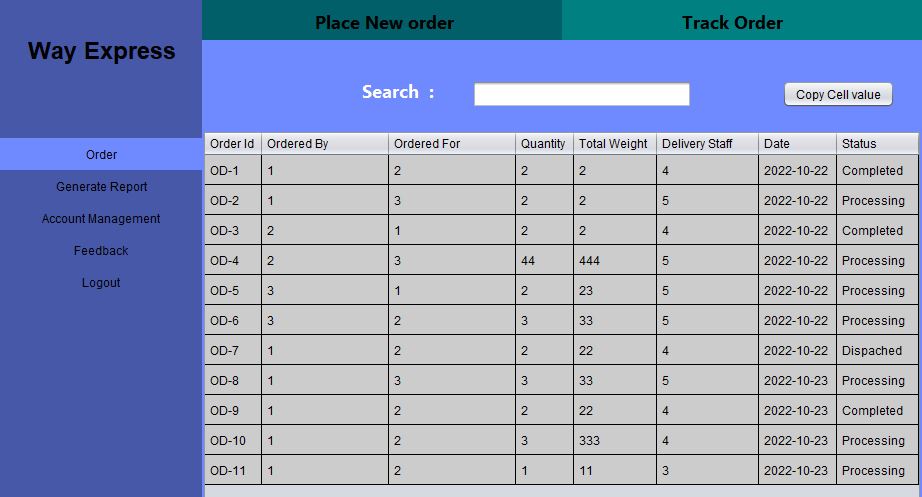 Place New order Track Order
Way Express
Search : Copy Cell value
Order
Generate Report
Account Management
Feedback
Logout
Order Id Ordered By Ordered For Quantity Total Weight Delivery Staff Date Status
OD-1 1 2 2 2 4 2022-10-22 Completed
OD-2 1 3 2 2 5 2022-10-22 Processing
OD-3 2 1 2 2 4 2022-10-22 Completed
OD-4 2 3 44 444 5 2022-10-22 Processing
OD-5 3 1 2 23 5 2022-10-22 Processing
OD-6 3 2 3 33 5 2022-10-22 Processing
OD-7 1 2 2 22 4 2022-10-22 Dispached
OD-8 1 3 3 33 5 2022-10-23 Processing
OD-9 1 2 2 22 4 2022-10-23 Completed
OD-10 1 2 3 333 4 2022-10-23 Processing
OD-11 1 2 1 11 3 2022-10-23 Processing